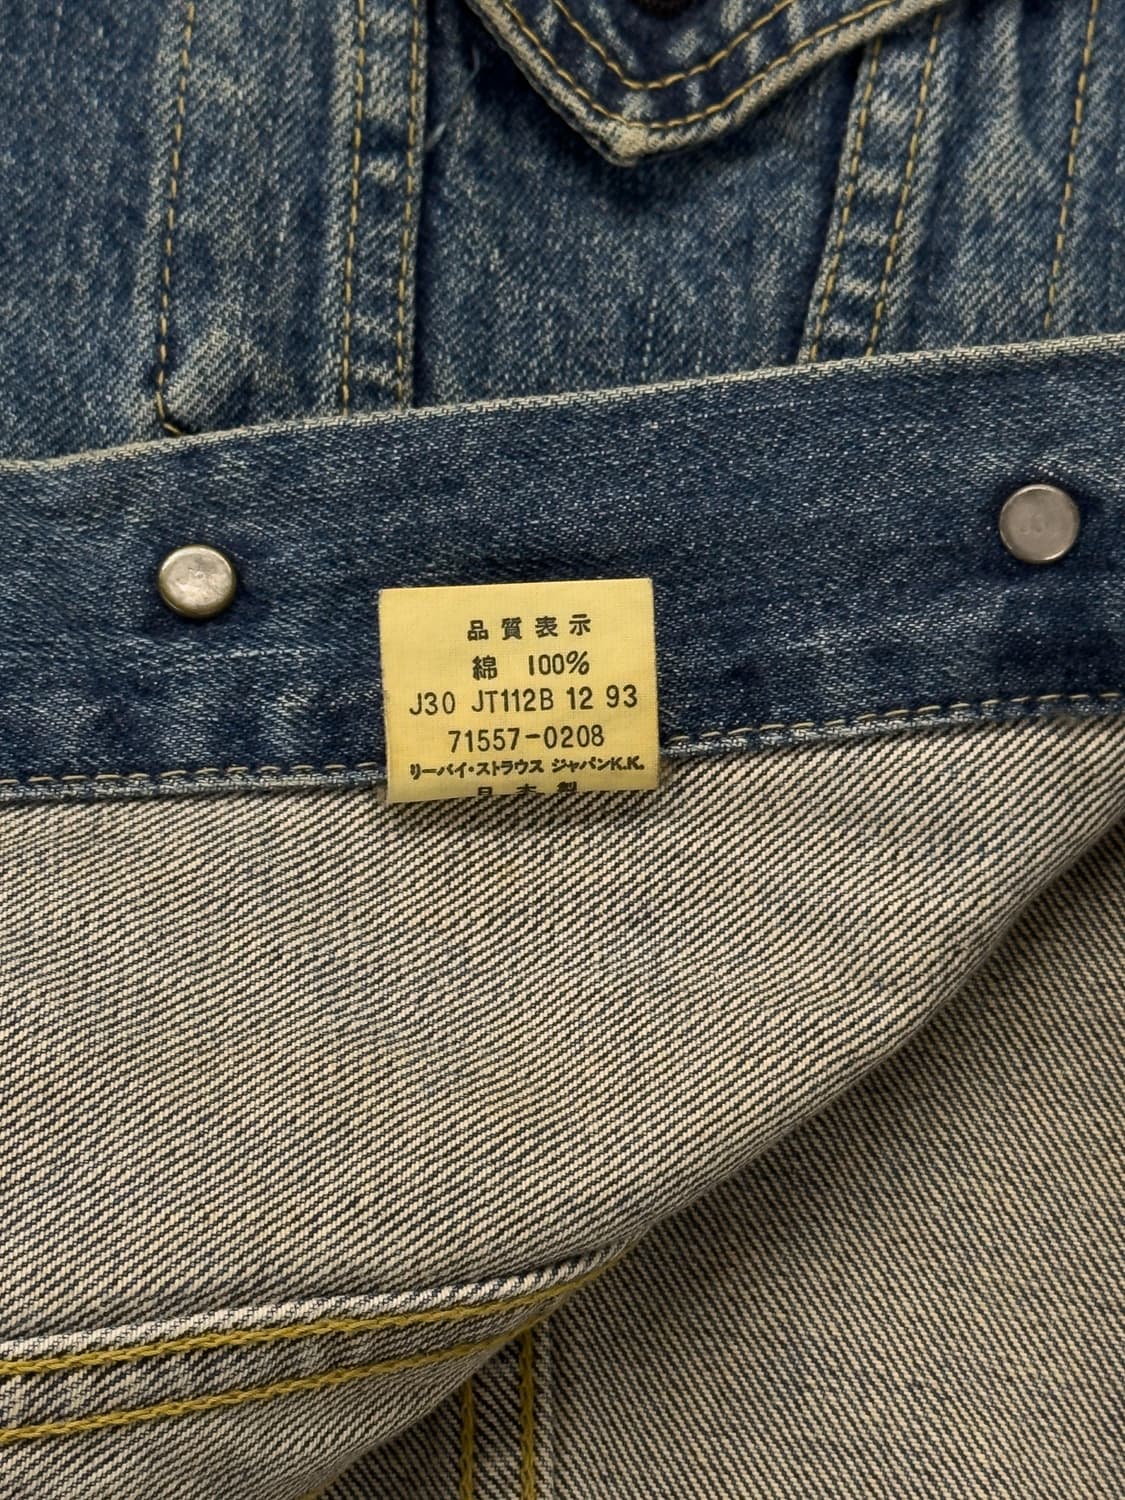 品質表示
綿 100%
J30 JT112B 12 93
71557-0208
リーバイ・ストラウス ジャパンK.K.
日本製